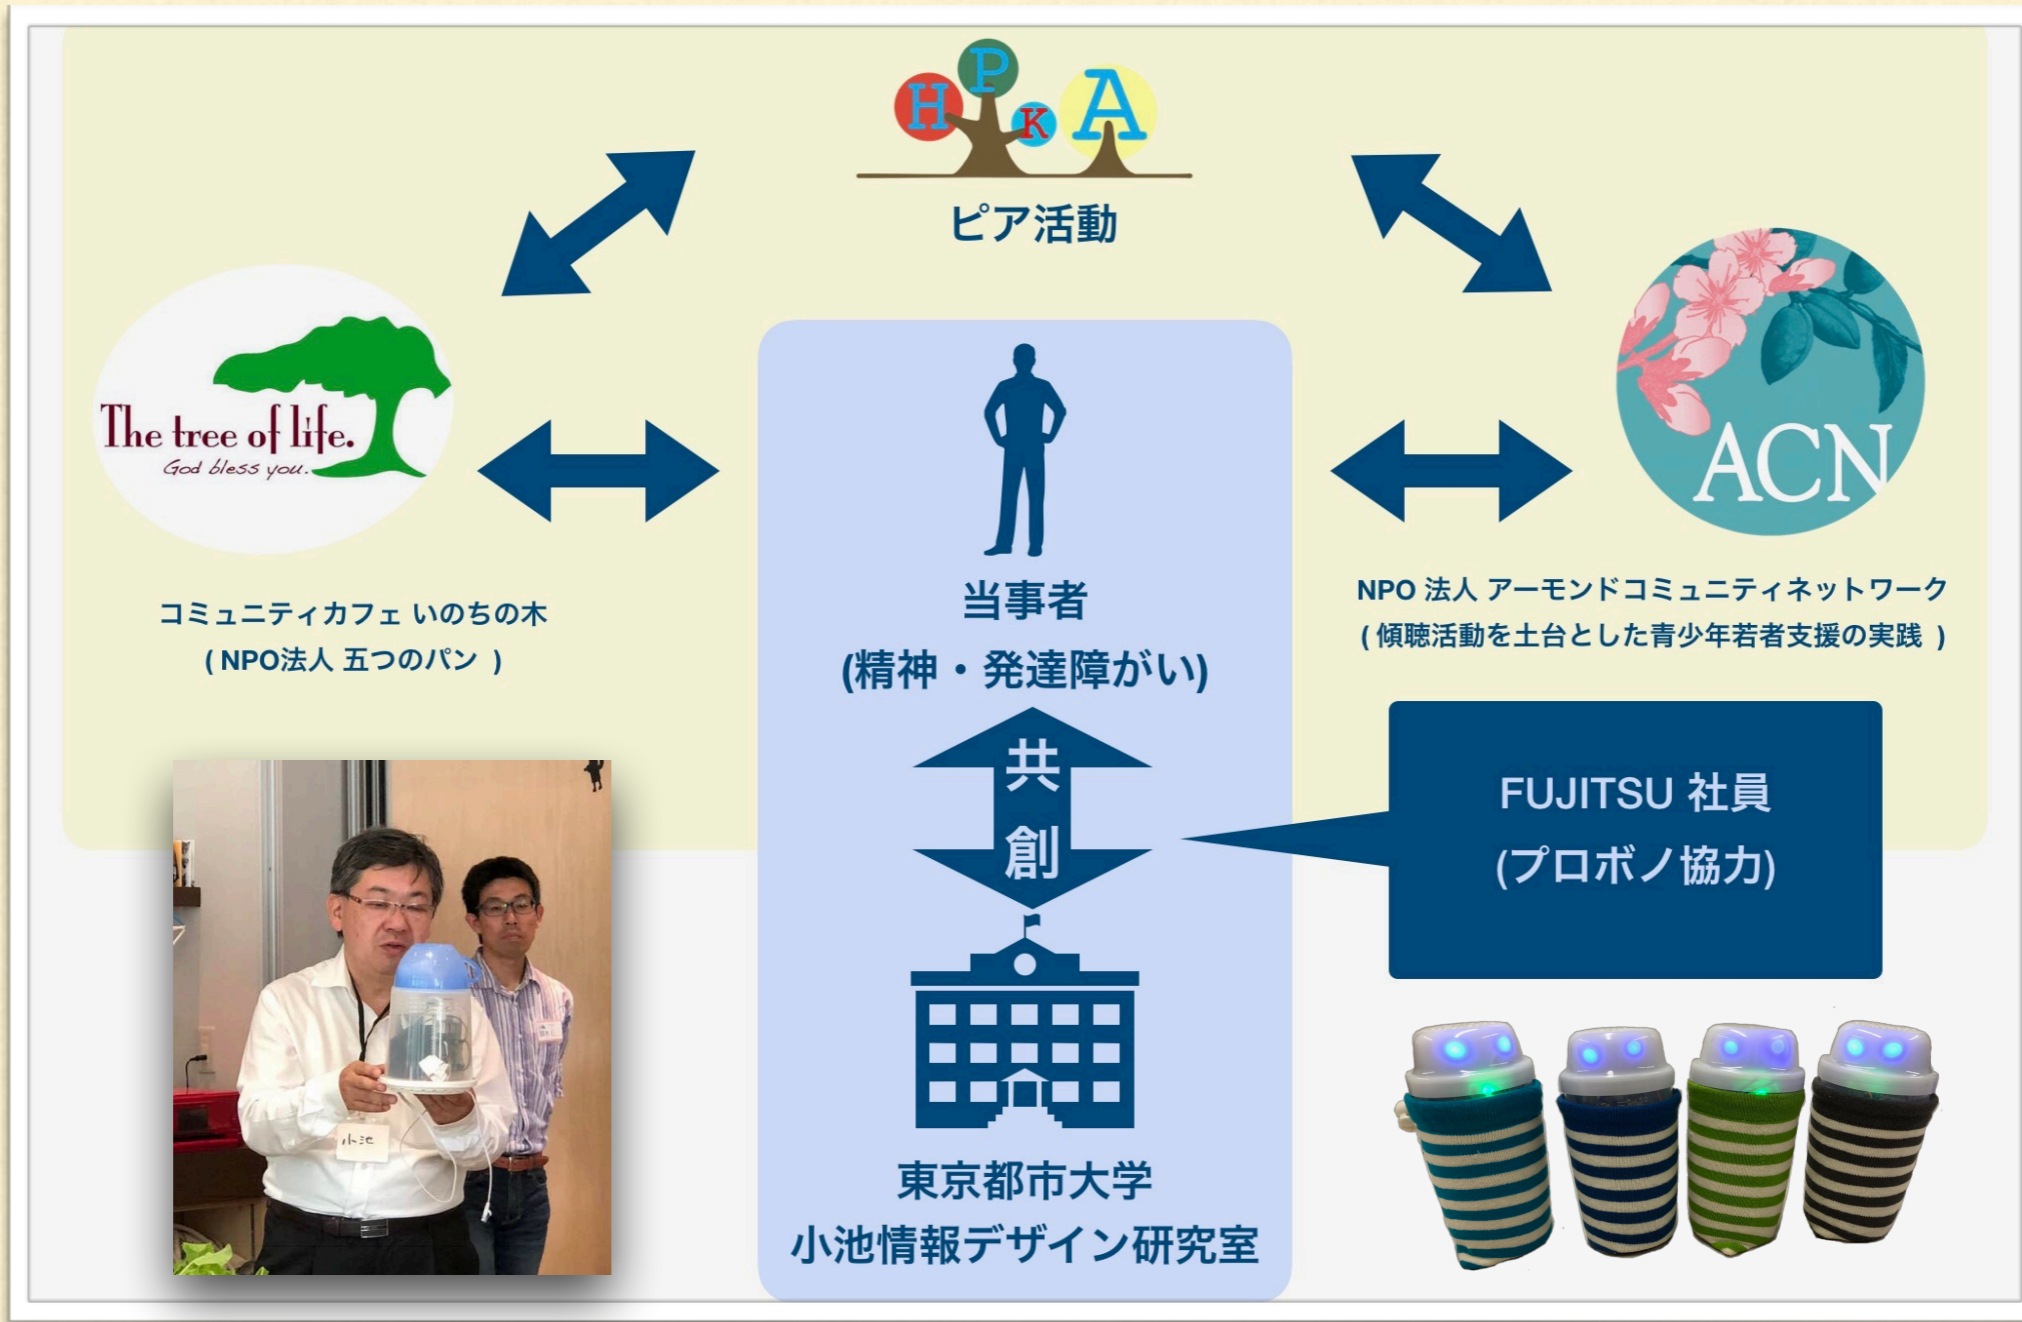 H P K A
ピア活動
The tree of life.
God bless you.
コミュニティカフェ いのちの木
( NPO法人 五つのパン )
当事者
(精神・発達障がい)
ACN
NPO 法人 アーモンドコミュニティネットワーク
( 傾聴活動を土台とした青少年若者支援の実践 )
共
創
FUJITSU 社員
(プロボノ協力)
小池
東京都市大学
小池情報デザイン研究室